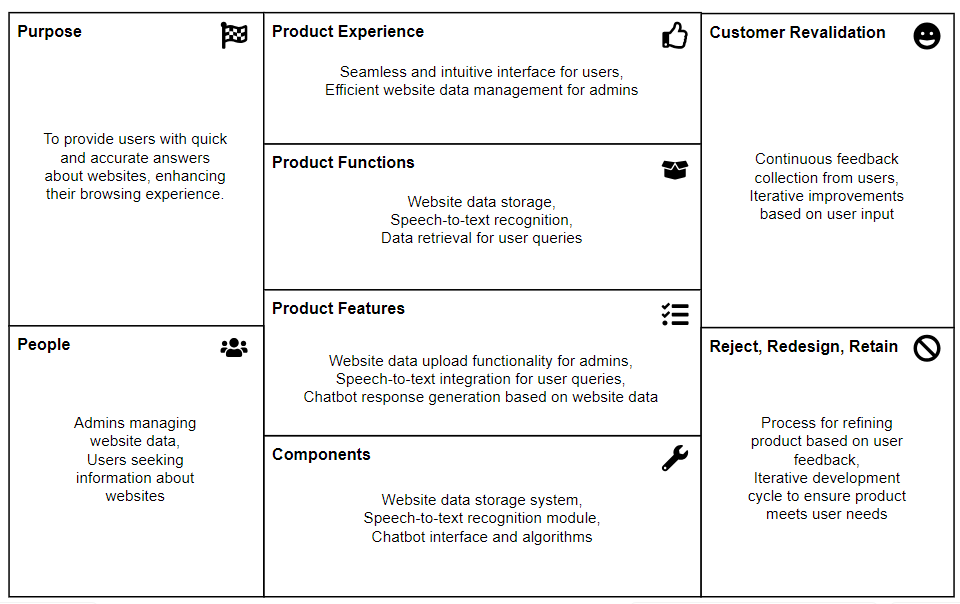 Purpose
To provide users with quick
and accurate answers
about websites, enhancing
their browsing experience.
People
Admins managing
website data,
Users seeking
information about
websites
Product Experience
Seamless and intuitive interface for users,
Efficient website data management for admins
Product Functions
Website data storage,
Speech-to-text recognition,
Data retrieval for user queries
Product Features
Website data upload functionality for admins,
Speech-to-text integration for user queries,
Chatbot response generation based on website data
Components
Website data storage system,
Speech-to-text recognition module,
Chatbot interface and algorithms
Customer Revalidation
Continuous feedback
collection from users,
Iterative improvements
based on user input
Reject, Redesign, Retain
Process for refining
product based on user
feedback,
Iterative development
cycle to ensure product
meets user needs